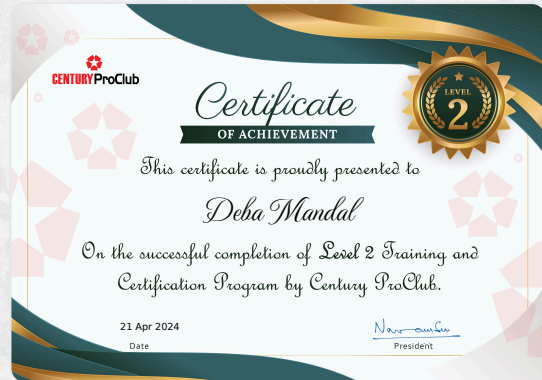 CENTURY ProClub
LEVEL
2
Certificate
OF ACHIEVEMENT
This certificate is proudly presented to
Deba Mandal
On the successful completion of Level 2 Training and
Certification Program by Century ProClub.
21 Apr 2024
Date
President